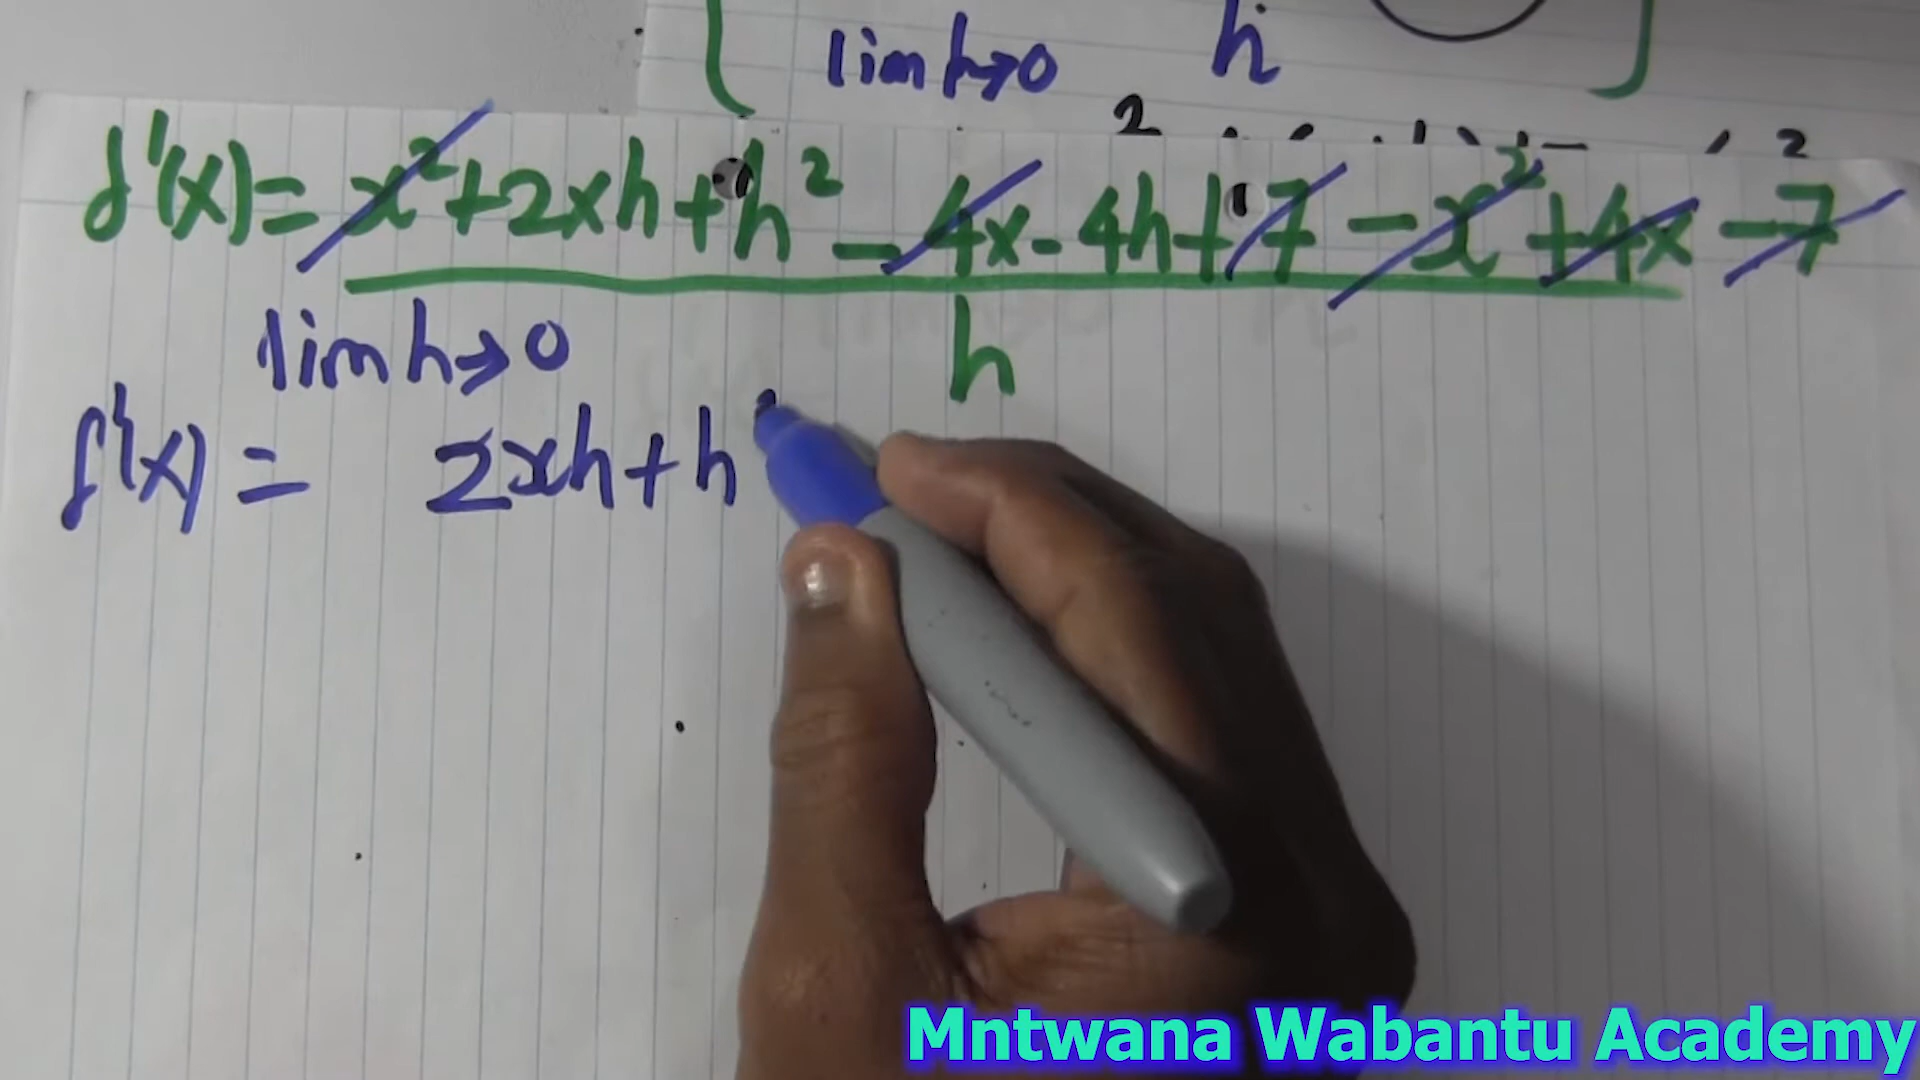 lim h→0 h
f'(x) = x² + 2xh + h² - 4x - 4h + 7 - x² + 4x - 7
lim h→0 h
f'(x) = 2xh + h
Mntwana Wabantu Academy